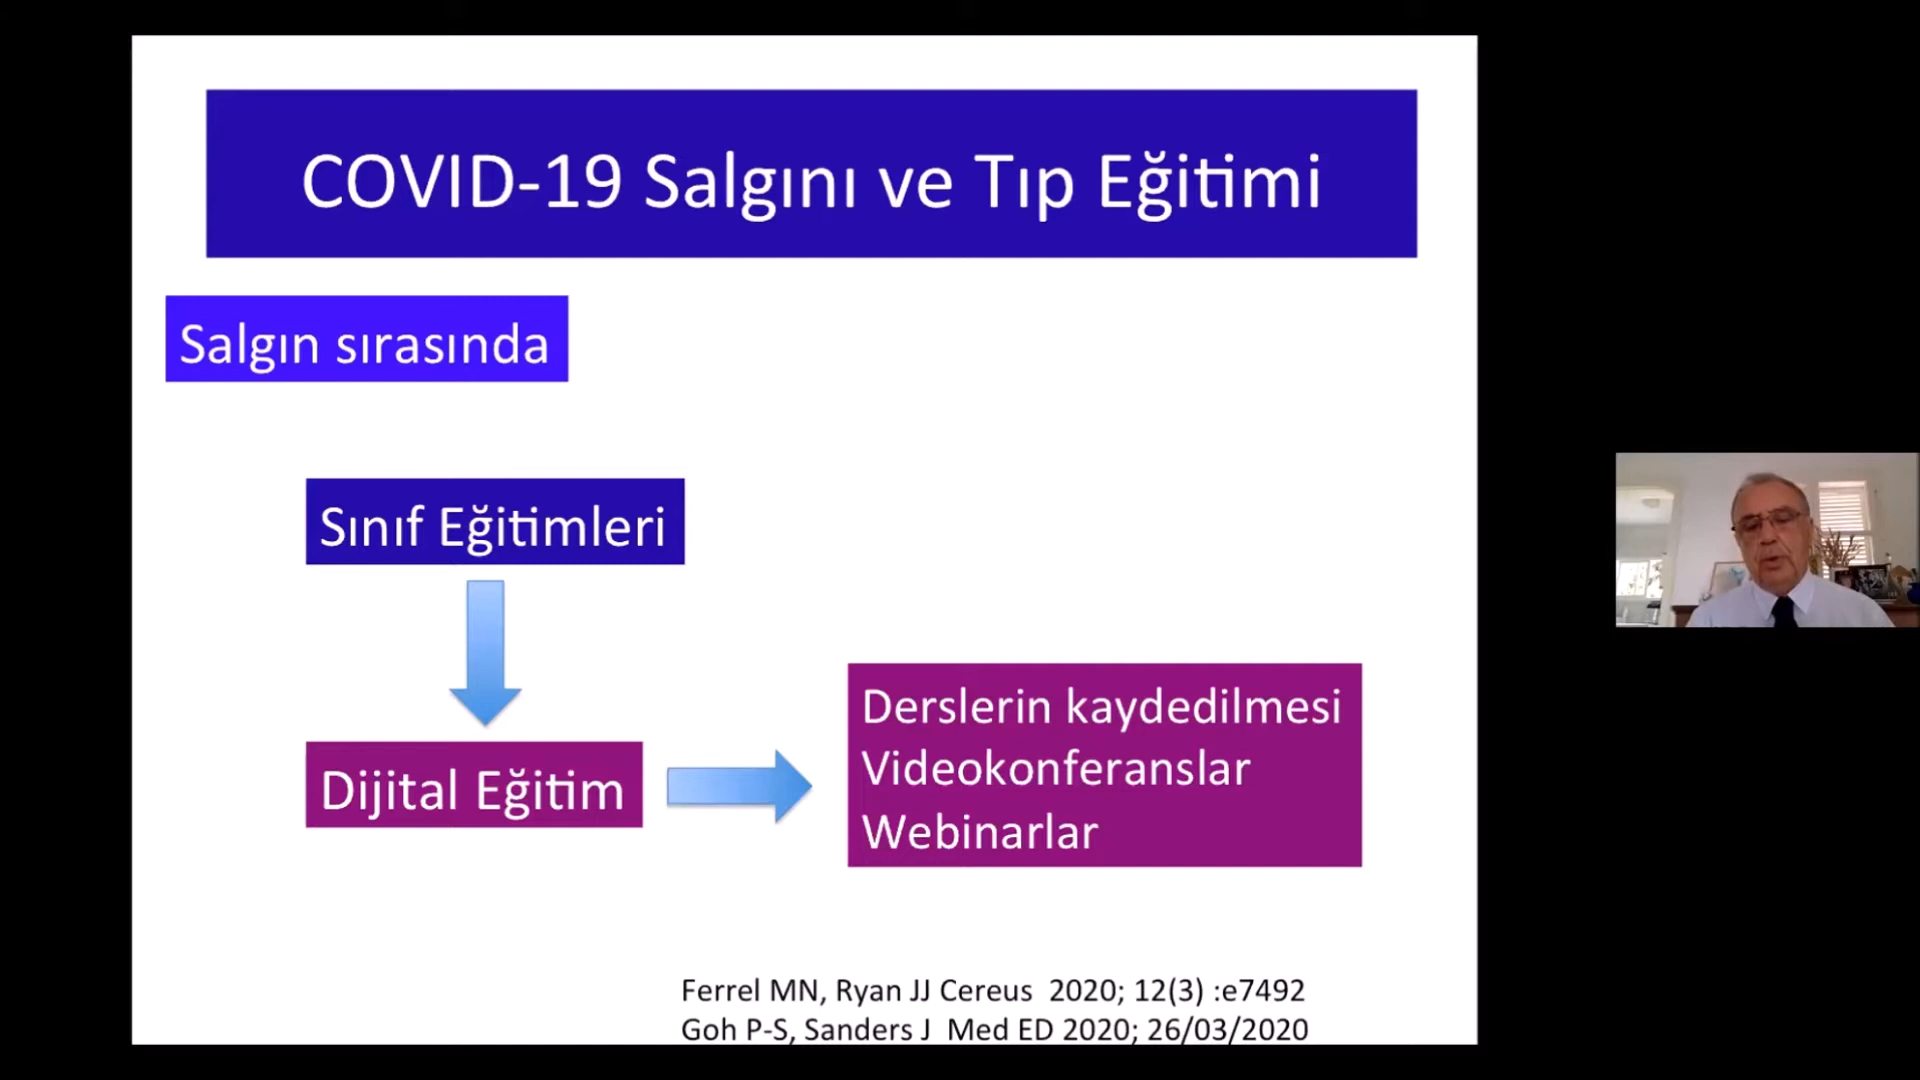 COVID-19 Salgını ve Tıp Eğitimi
Salgın sırasında
Sınıf Eğitimleri
Dijital Eğitim
Derslerin kaydedilmesi
Videokonferanslar
Webinarlar
Ferrel MN, Ryan JJ Cereus 2020; 12(3) :e7492
Goh P-S, Sanders J Med ED 2020; 26/03/2020